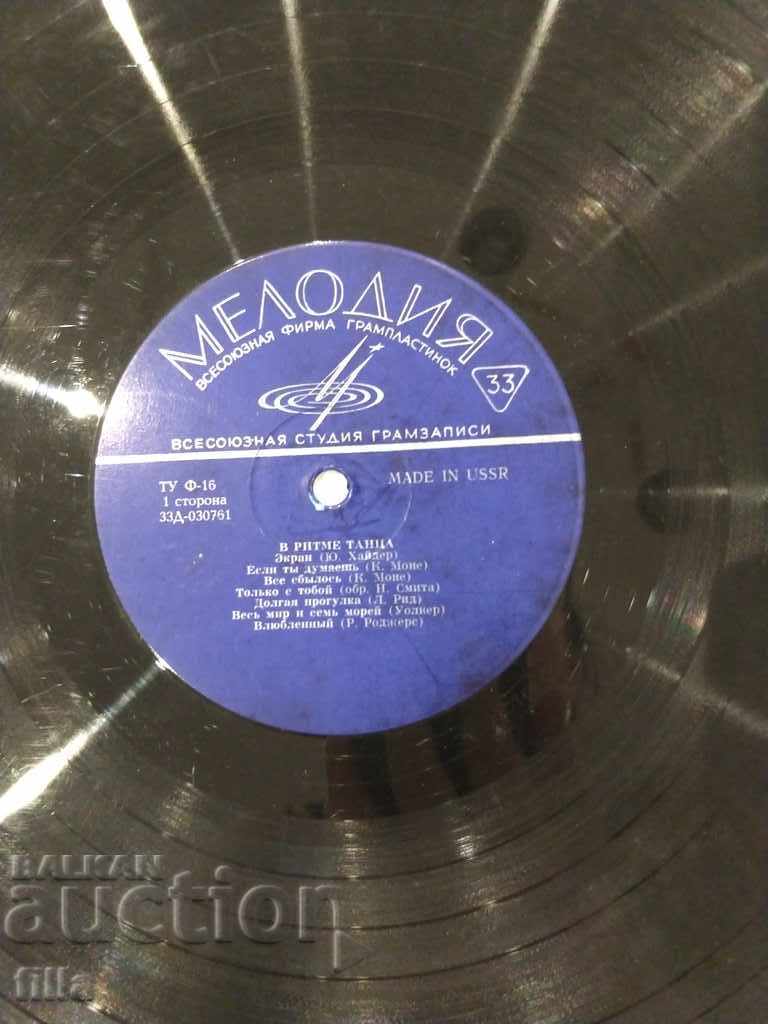 МЕЛОДИЯ
ВСЕСОЮЗНАЯ ФИРМА ГРАМПЛАСТИНОК
33
ВСЕСОЮЗНАЯ СТУДИЯ ГРАМЗАПИСИ
ТУ Ф-16
MADE IN USSR
1 сторона
33Д-030761
В РИТМЕ ТАНЦА
Экран (Ю. Хайдер)
Если ты думаешь (К. Моне)
Все сбылось (К. Моне)
Только с тобой (обр. Н. Смита)
Долгая прогулка (Л. Рид)
Весь мир и семь морей (Уолкер)
Влюбленный (Р. Роджерс)
BALKAN
auction
filla